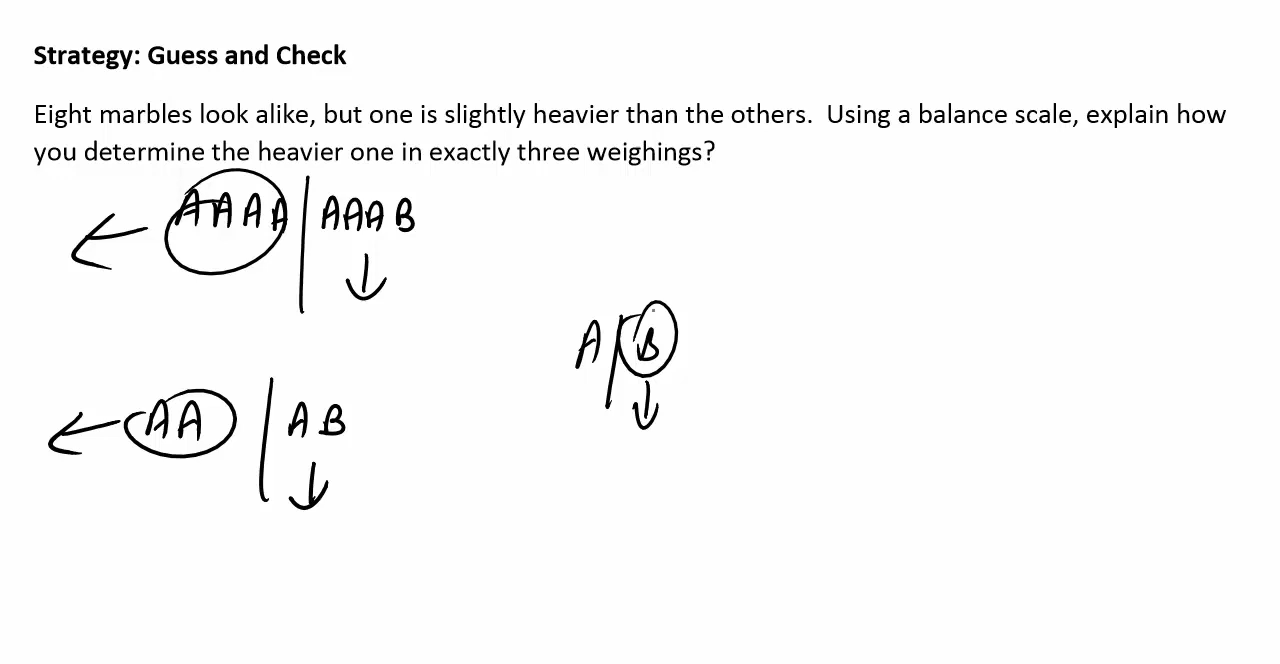 Strategy: Guess and Check
Eight marbles look alike, but one is slightly heavier than the others. Using a balance scale, explain how
you determine the heavier one in exactly three weighings?
AAAA | AAAB
A | B
AA | AB